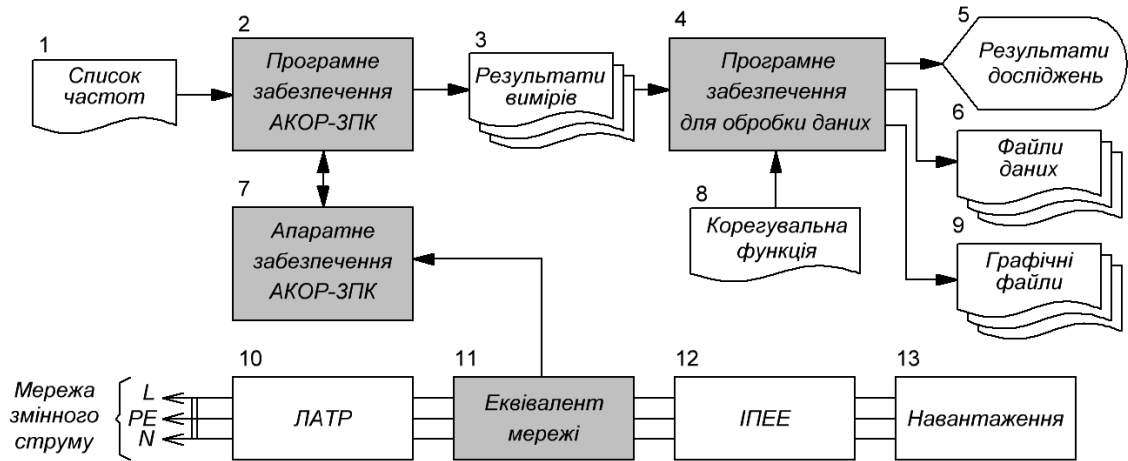 1
Список
частот
2
Програмне
забезпечення
АКОР-3ПК
3
Результати
вимірів
4
Програмне
забезпечення
для обробки даних
5
Результати
досліджень
6
Файли
даних
7
Апаратне
забезпечення
АКОР-3ПК
8
Корегувальна
функція
9
Графічні
файли
Мережа
змінного
струму
L
PE
N
10
ЛАТР
11
Еквівалент
мережі
12
ІПЕЕ
13
Навантаження